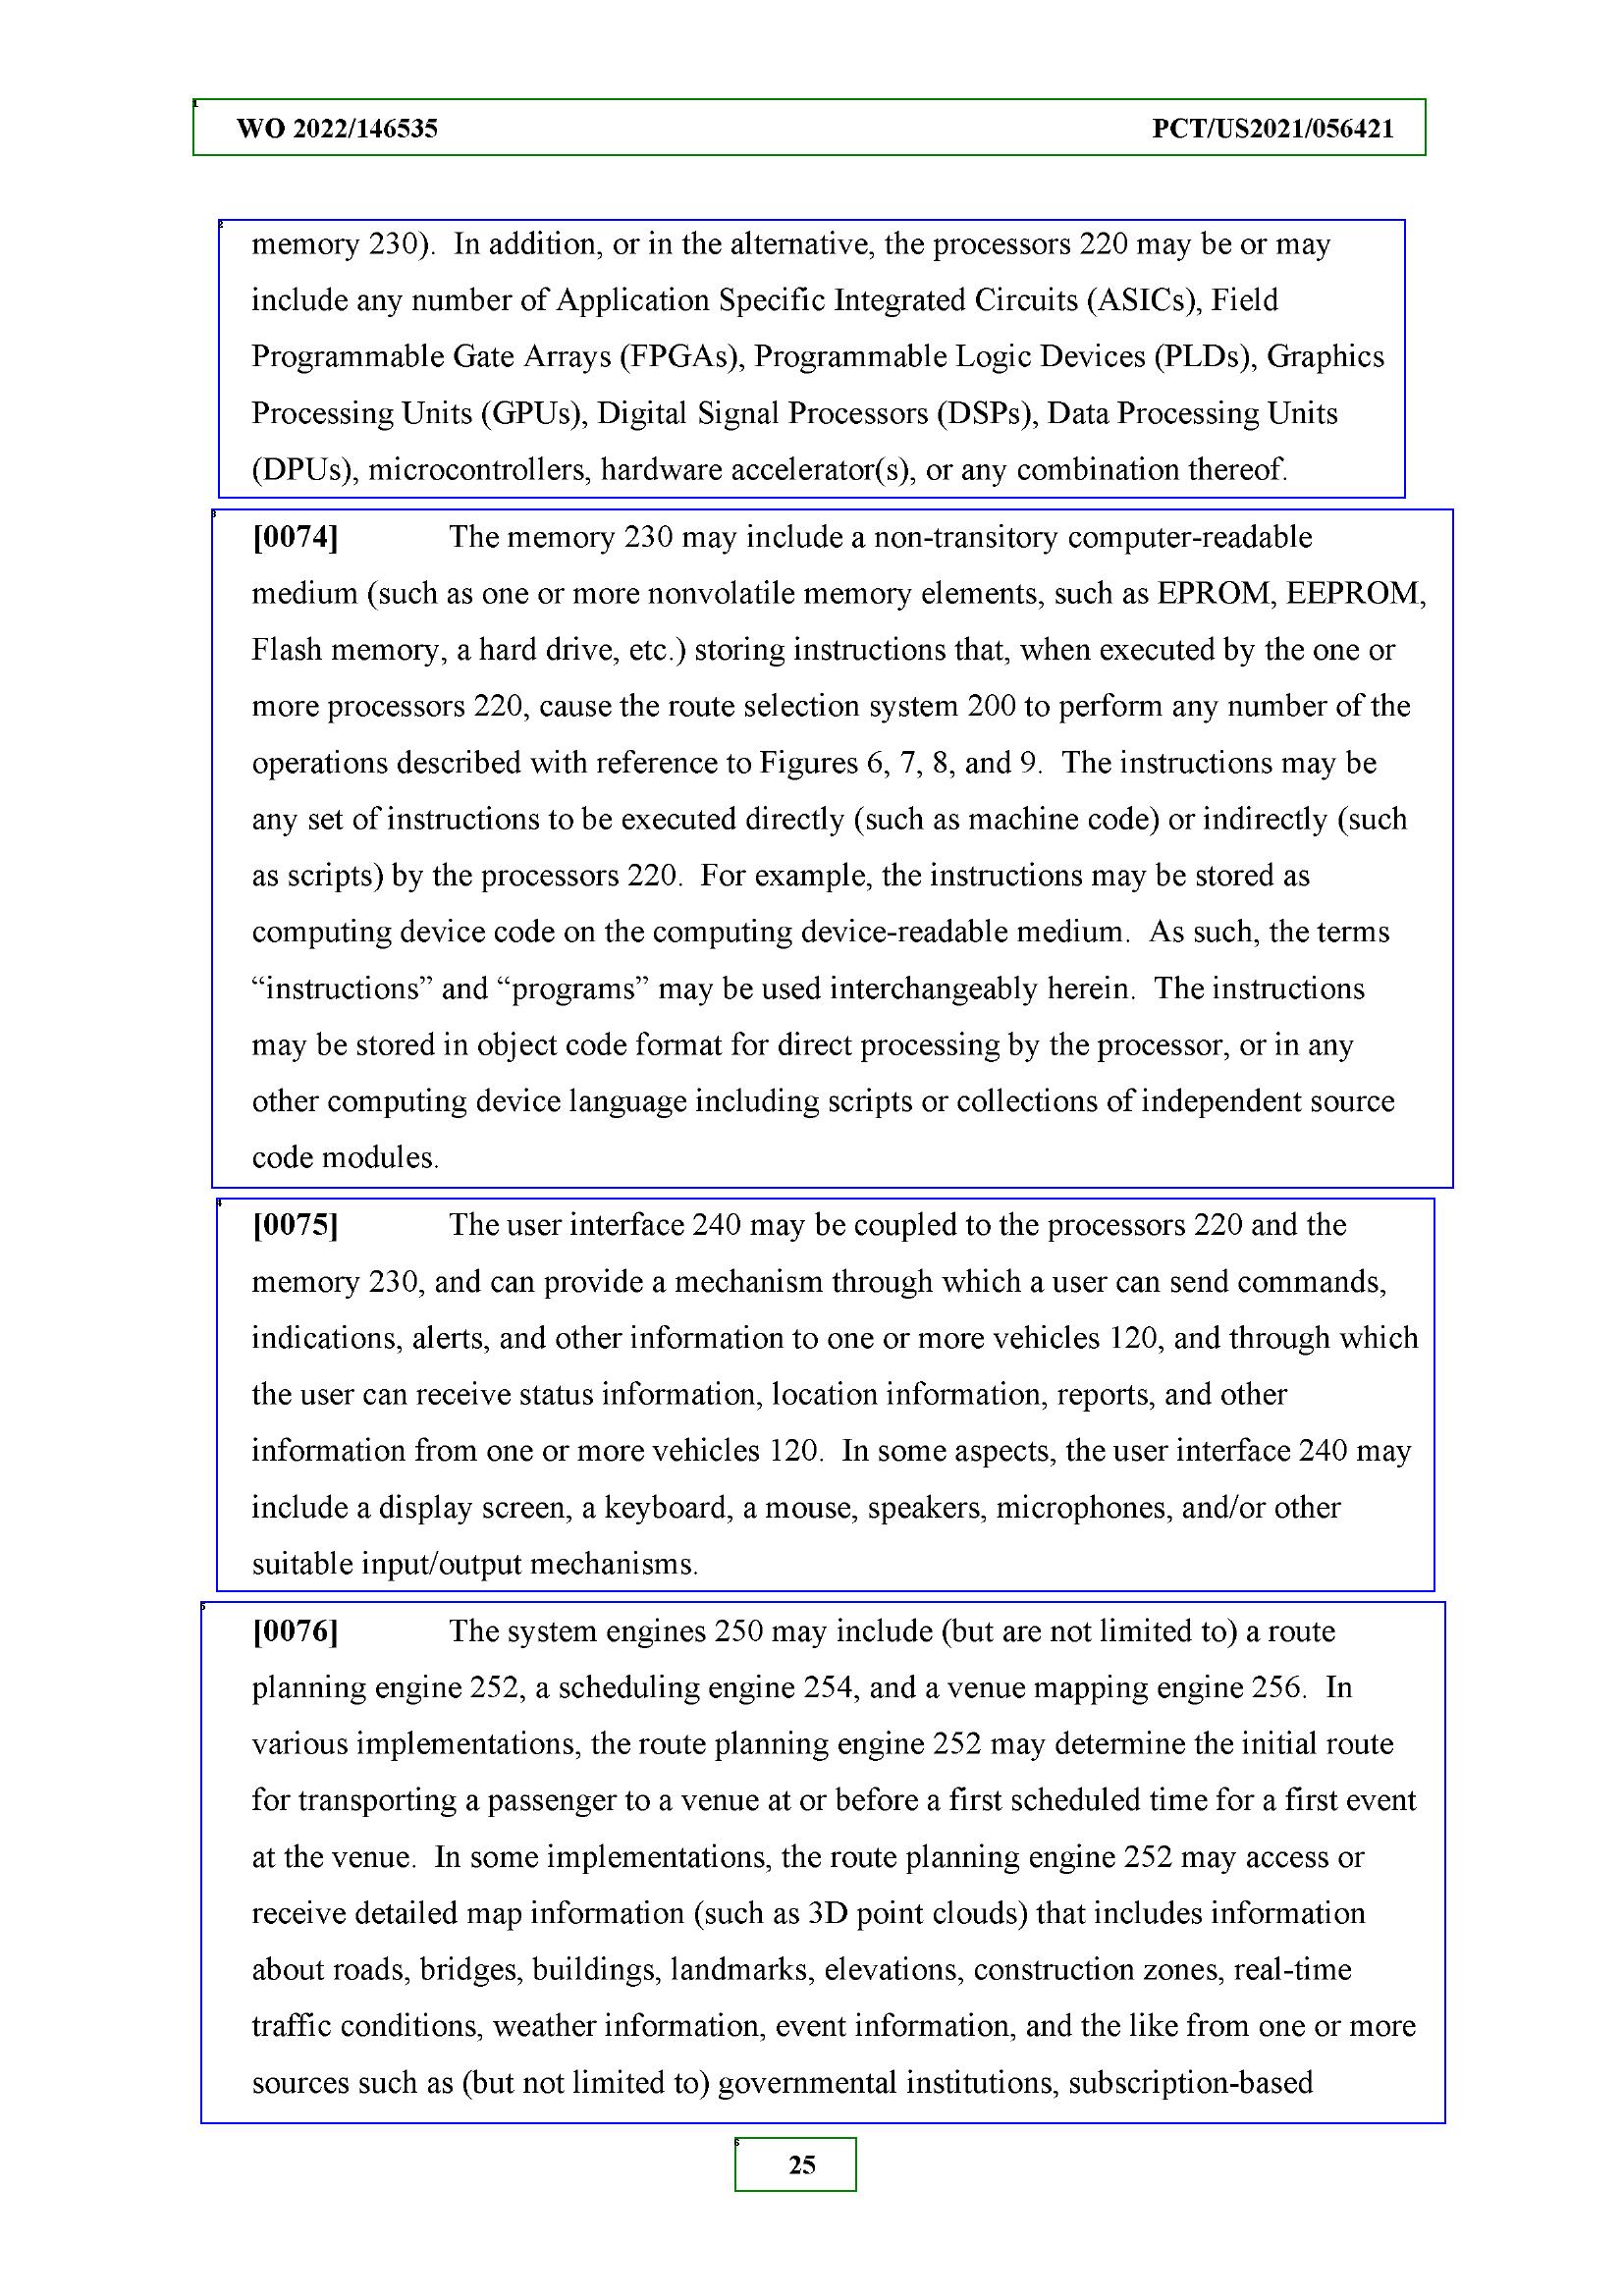 WO 2022/146535 PCT/US2021/056421
memory 230).  In addition, or in the alternative, the processors 220 may be or may
include any number of Application Specific Integrated Circuits (ASICs), Field
Programmable Gate Arrays (FPGAs), Programmable Logic Devices (PLDs), Graphics
Processing Units (GPUs), Digital Signal Processors (DSPs), Data Processing Units
(DPUs), microcontrollers, hardware accelerator(s), or any combination thereof.
[0074] The memory 230 may include a non-transitory computer-readable
medium (such as one or more nonvolatile memory elements, such as EPROM, EEPROM,
Flash memory, a hard drive, etc.) storing instructions that, when executed by the one or
more processors 220, cause the route selection system 200 to perform any number of the
operations described with reference to Figures 6, 7, 8, and 9.  The instructions may be
any set of instructions to be executed directly (such as machine code) or indirectly (such
as scripts) by the processors 220.  For example, the instructions may be stored as
computing device code on the computing device-readable medium.  As such, the terms
“instructions” and “programs” may be used interchangeably herein.  The instructions
may be stored in object code format for direct processing by the processor, or in any
other computing device language including scripts or collections of independent source
code modules.
[0075] The user interface 240 may be coupled to the processors 220 and the
memory 230, and can provide a mechanism through which a user can send commands,
indications, alerts, and other information to one or more vehicles 120, and through which
the user can receive status information, location information, reports, and other
information from one or more vehicles 120.  In some aspects, the user interface 240 may
include a display screen, a keyboard, a mouse, speakers, microphones, and/or other
suitable input/output mechanisms.
[0076] The system engines 250 may include (but are not limited to) a route
planning engine 252, a scheduling engine 254, and a venue mapping engine 256.  In
various implementations, the route planning engine 252 may determine the initial route
for transporting a passenger to a venue at or before a first scheduled time for a first event
at the venue.  In some implementations, the route planning engine 252 may access or
receive detailed map information (such as 3D point clouds) that includes information
about roads, bridges, buildings, landmarks, elevations, construction zones, real-time
traffic conditions, weather information, event information, and the like from one or more
sources such as (but not limited to) governmental institutions, subscription-based
25